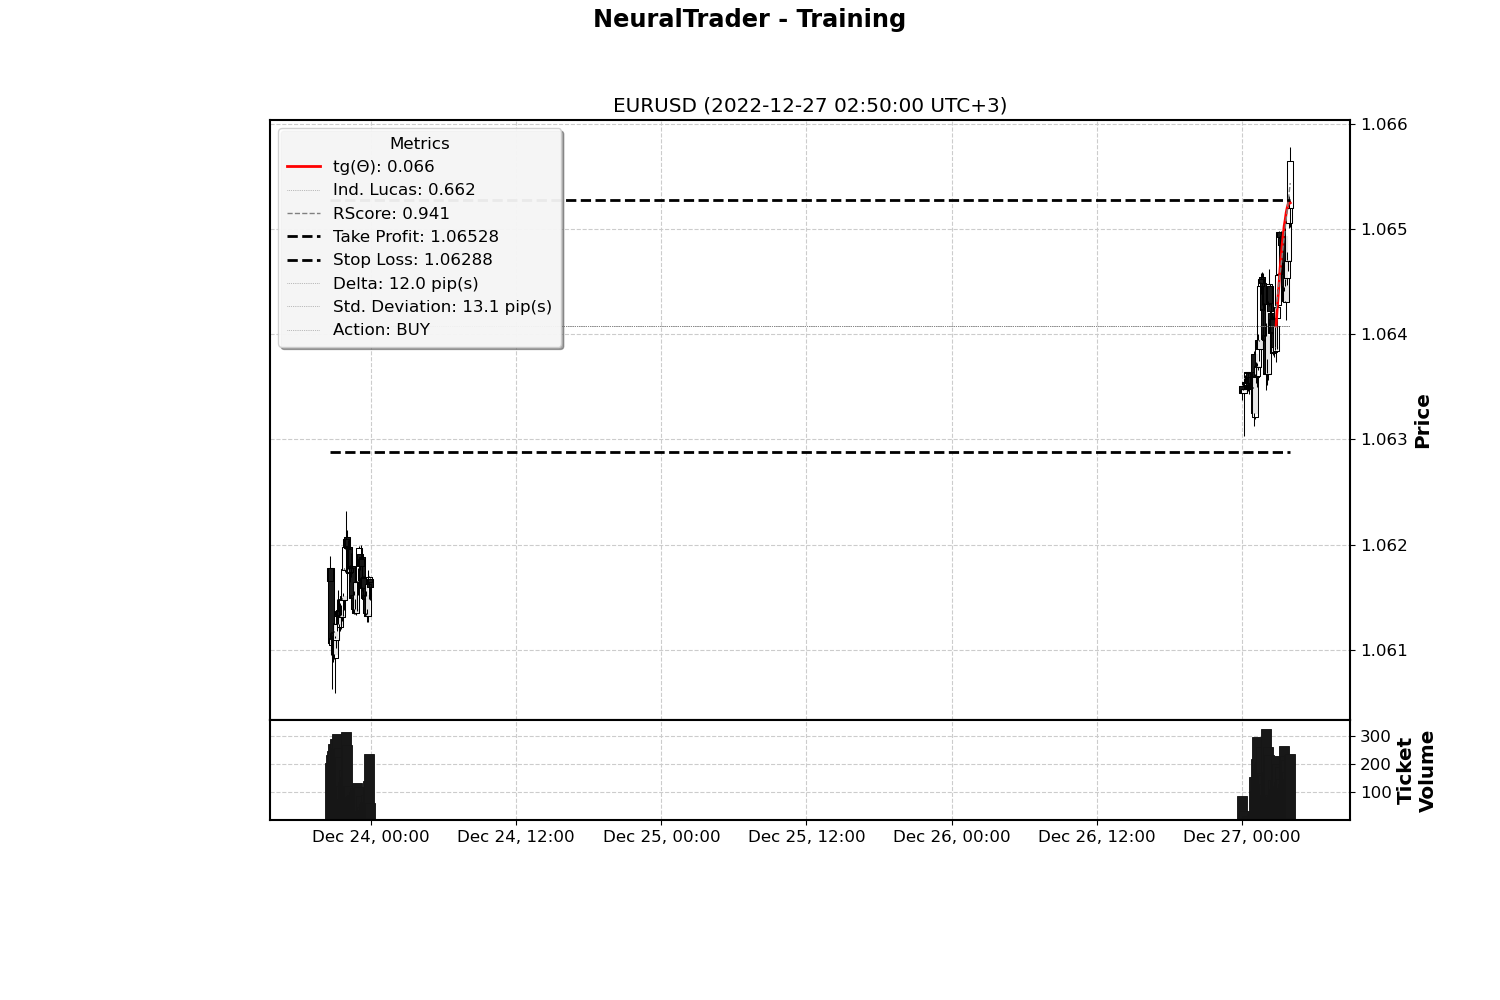 NeuralTrader - Training
EURUSD (2022-12-27 02:50:00 UTC+3)
Metrics
tg(Θ): 0.066
Ind. Lucas: 0.662
RScore: 0.941
Take Profit: 1.06528
Stop Loss: 1.06288
Delta: 12.0 pip(s)
Std. Deviation: 13.1 pip(s)
Action: BUY
1.066
1.065
1.064
1.063
1.062
1.061
Price
300
200
100
Ticket
Volume
Dec 24, 00:00
Dec 24, 12:00
Dec 25, 00:00
Dec 25, 12:00
Dec 26, 00:00
Dec 26, 12:00
Dec 27, 00:00